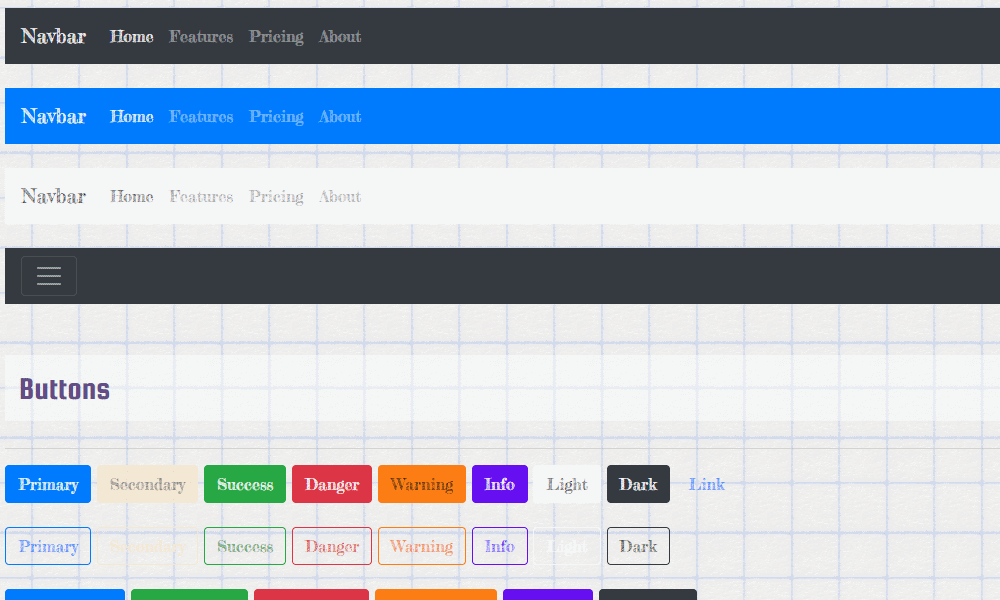 Navbar Home Features Pricing About
Navbar Home Features Pricing About
Navbar Home Features Pricing About
Buttons
Primary Secondary Success Danger Warning Info Light Dark Link
Primary Secondary Success Danger Warning Info Light Dark